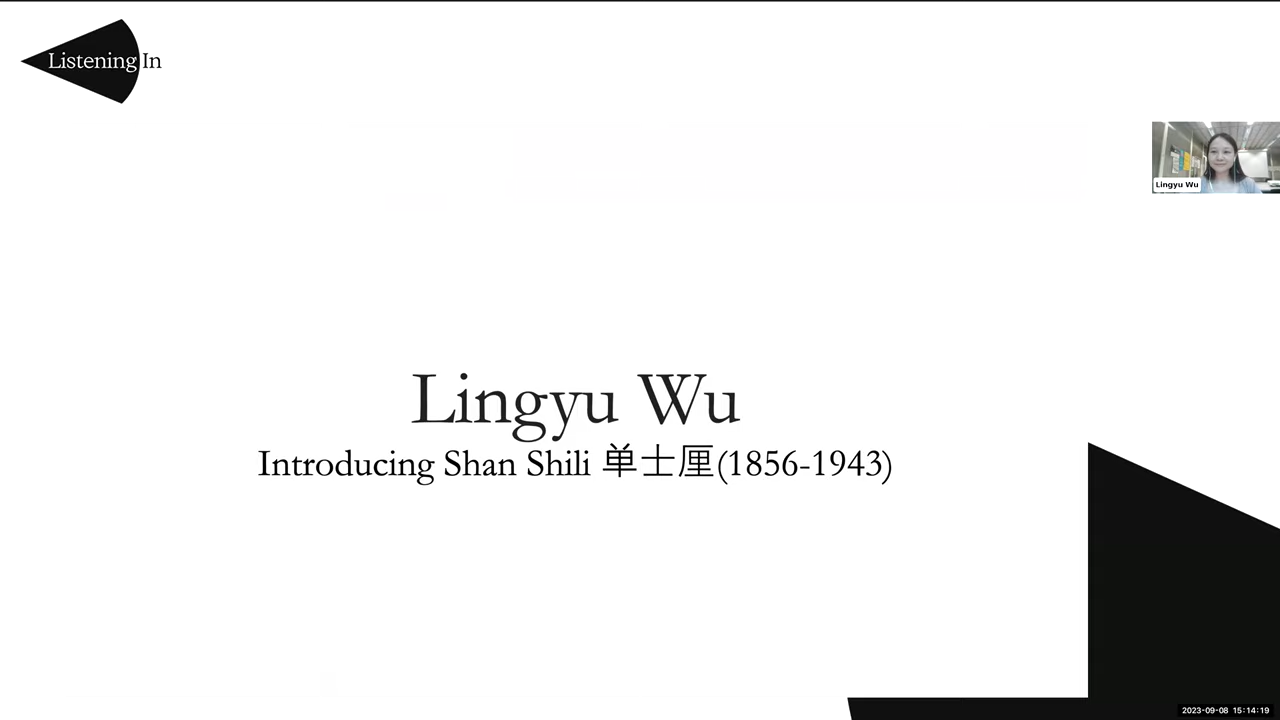 Listening In
Lingyu Wu
Lingyu Wu
Introducing Shan Shili 单士厘(1856-1943)
2023-09-08 15:14:19